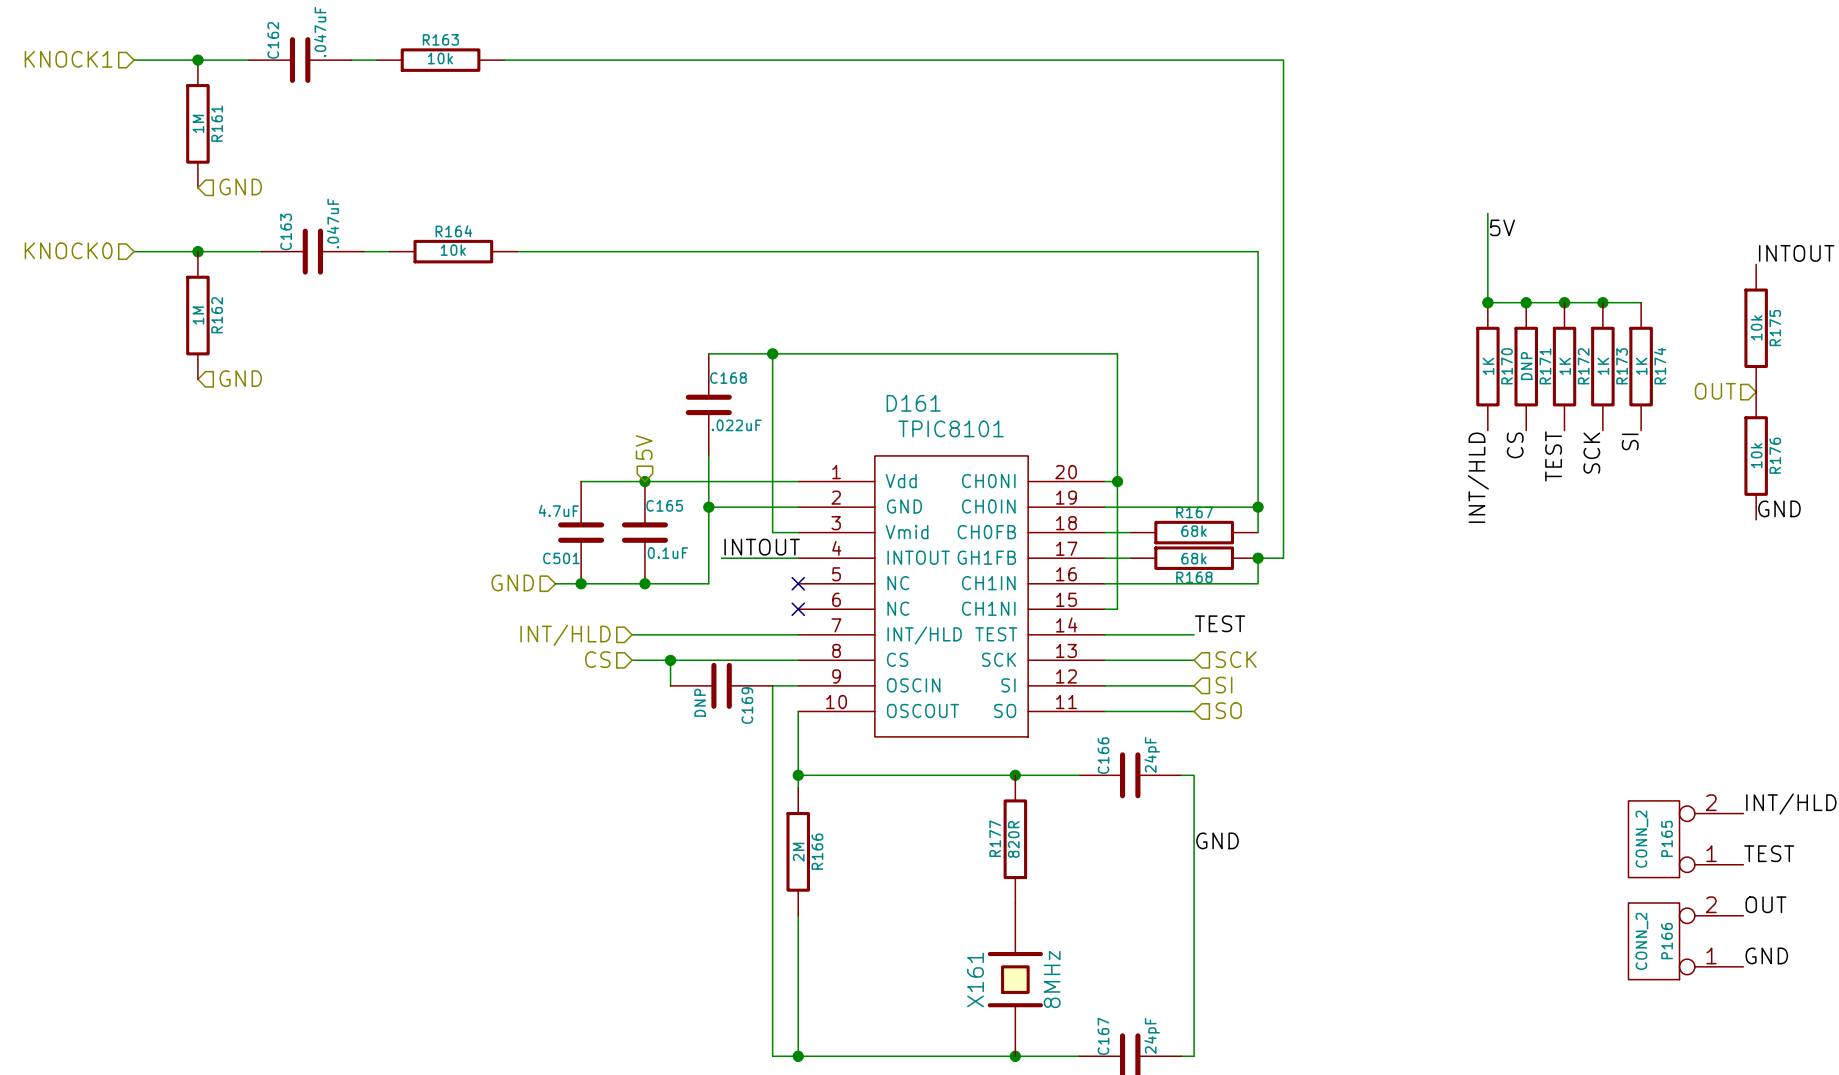 KNOCK1
C162
.047uF
R163
10k
1M
R161
GND
KNOCK0
C163
.047uF
R164
10k
1M
R162
GND
5V
INTOUT
1K
R170
DNP
R171
1K
R172
1K
R173
1K
R174
10k
R175
OUT
10k
R176
GND
INT/HLD
CS
TEST
SCK
SI
C168
.022uF
D161
TPIC8101
5V
4.7uF
C501
C165
0.1uF
GND
INTOUT
1 Vdd CH0NI 20
2 GND CH0IN 19
3 Vmid CH0FB 18
4 INTOUT GH1FB 17
5 NC CH1IN 16
6 NC CH1NI 15
7 INT/HLD TEST 14
8 CS SCK 13
9 OSCIN SI 12
10 OSCOUT SO 11
R167
68k
68k
R168
INT/HLD
CS
DNP
C169
TEST
SCK
SI
SO
C166
24pF
2M
R166
R177
820R
GND
X161
8MHz
C167
24pF
CONN_2
P165
2 INT/HLD
1 TEST
CONN_2
P166
2 OUT
1 GND